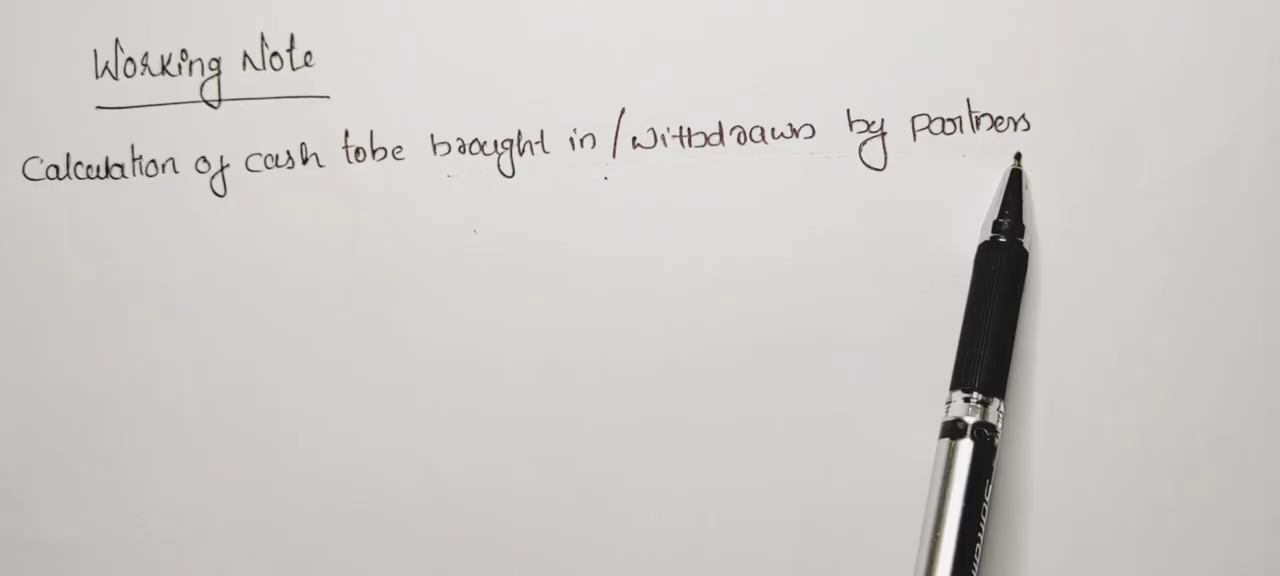 Working Note
Calculation of cash tobe brought in / withdrawn by partners